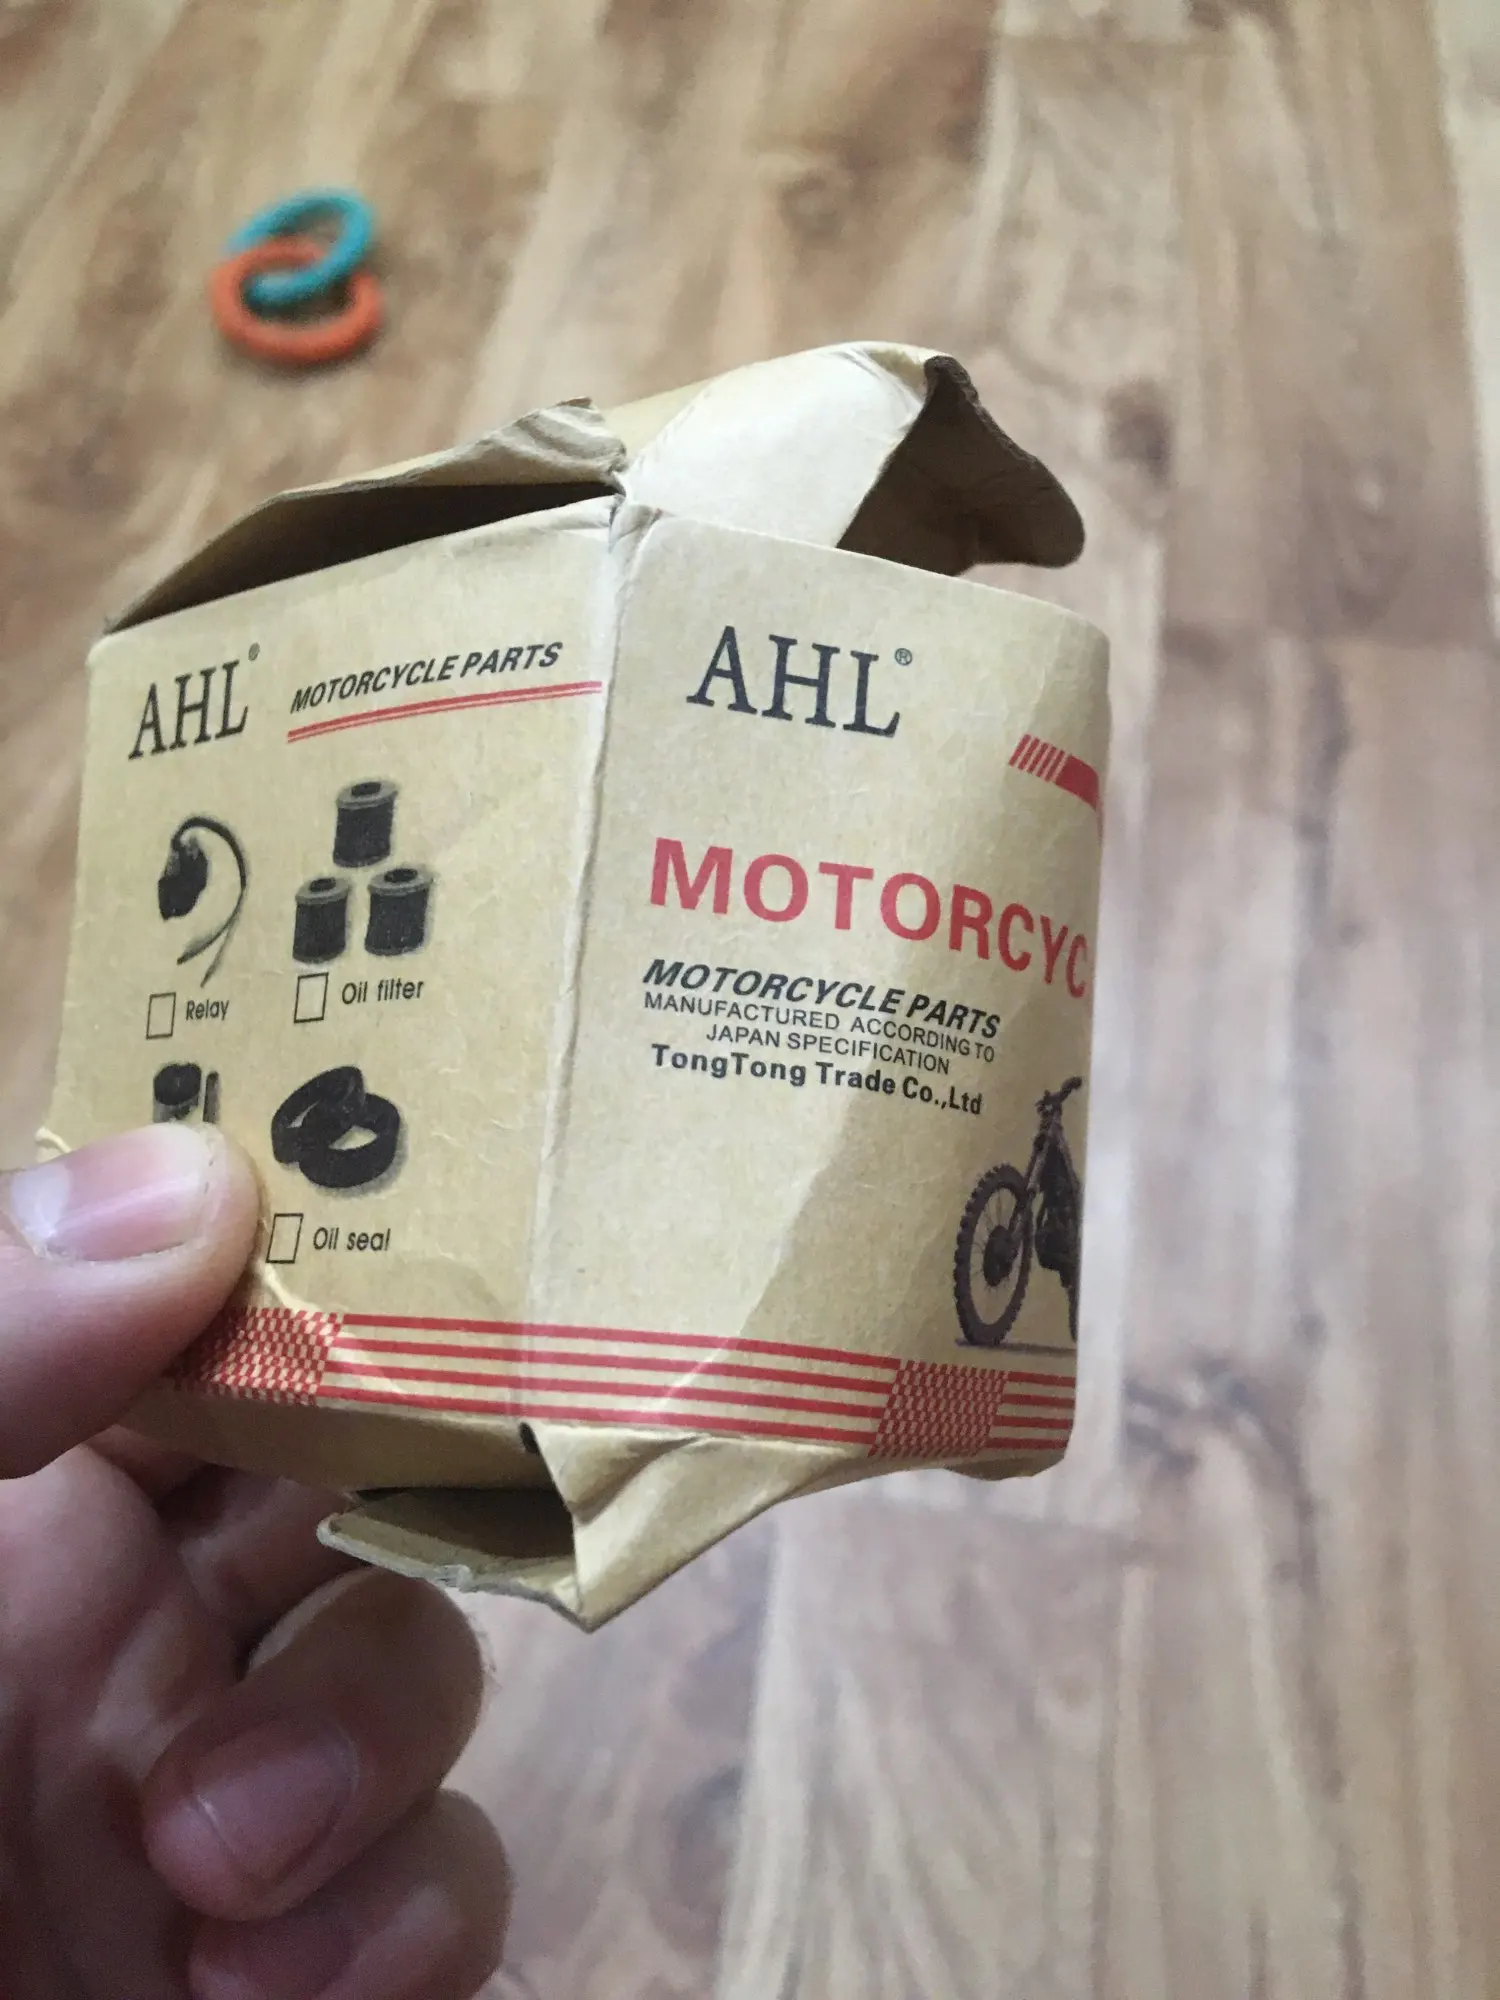 AHL® MOTORCYCLE PARTS
Relay
Oil filter
Oil seal
AHL®
MOTORCYC
MOTORCYCLE PARTS
MANUFACTURED ACCORDING TO
JAPAN SPECIFICATION
TongTong Trade Co.,Ltd